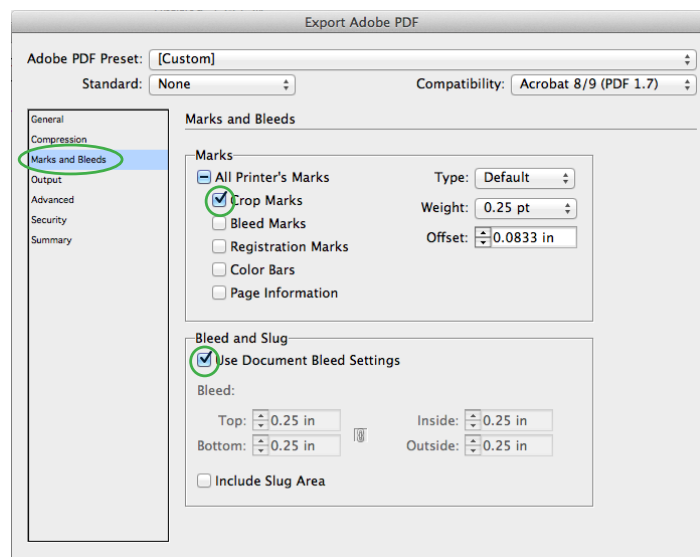 Export Adobe PDF
Adobe PDF Preset: [Custom]
Standard: None Compatibility: Acrobat 8/9 (PDF 1.7)
General
Compression
Marks and Bleeds
Output
Advanced
Security
Summary
Marks and Bleeds
Marks
All Printer's Marks
Crop Marks
Bleed Marks
Registration Marks
Color Bars
Page Information
Type: Default
Weight: 0.25 pt
Offset: 0.0833 in
Bleed and Slug
Use Document Bleed Settings
Bleed:
Top: 0.25 in Inside: 0.25 in
Bottom: 0.25 in Outside: 0.25 in
Include Slug Area